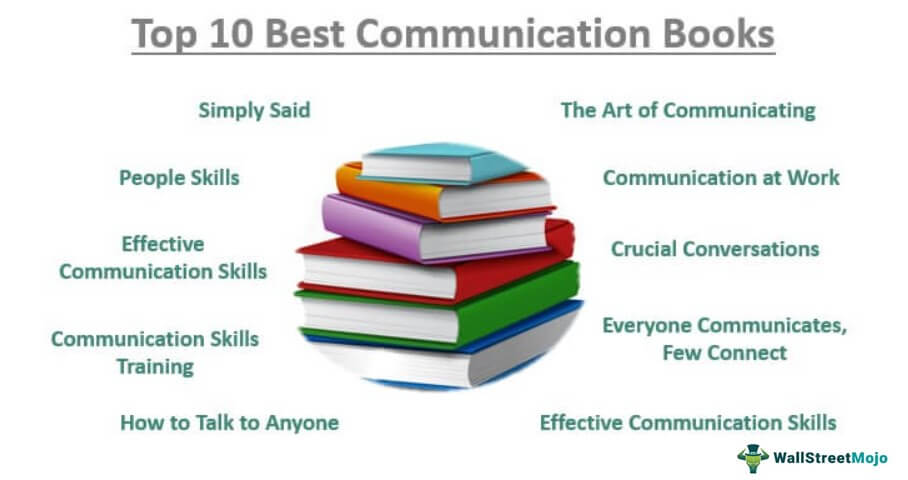 Top 10 Best Communication Books
Simply Said
The Art of Communicating
People Skills
Communication at Work
Effective
Communication Skills
Crucial Conversations
Communication Skills
Training
Everyone Communicates,
Few Connect
How to Talk to Anyone
Effective Communication Skills
WallStreetMojo